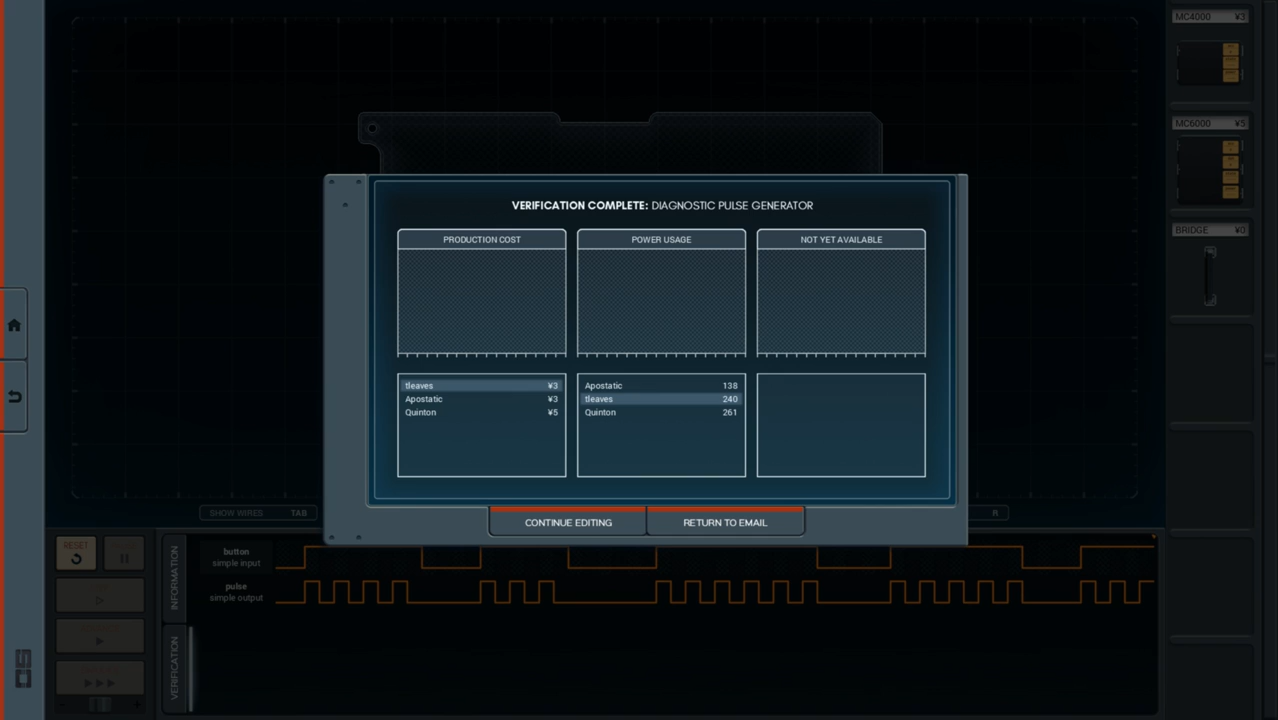 MC4000 ¥3
MC6000 ¥5
BRIDGE ¥0
VERIFICATION COMPLETE: DIAGNOSTIC PULSE GENERATOR
PRODUCTION COST
POWER USAGE
NOT YET AVAILABLE
tleaves ¥3
Apostatic ¥3
Quinton ¥5
Apostatic 138
tleaves 240
Quinton 261
SHOW WIRES TAB
R
CONTINUE EDITING
RETURN TO EMAIL
RESET
INFORMATION
VERIFICATION
button
simple input
pulse
simple output